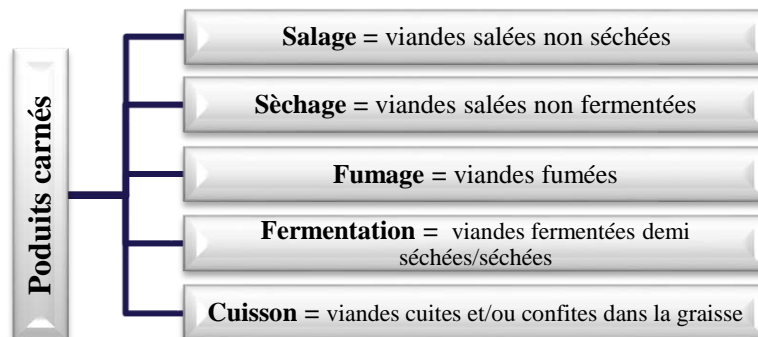 Poduits carnés
Salage = viandes salées non séchées
Sèchage = viandes salées non fermentées
Fumage = viandes fumées
Fermentation = viandes fermentées demi
séchées/séchées
Cuisson = viandes cuites et/ou confites dans la graisse